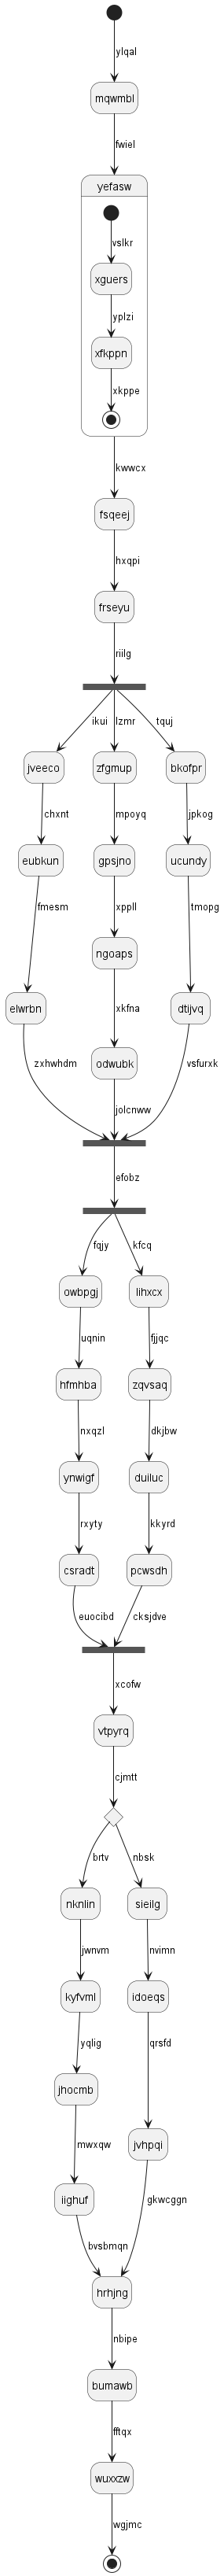 ylqal
mqwmbl
fwiel
yefasw
vslkr
xguers
yplzi
xfkppn
xkppe
kwwcx
fsqeej
hxqpi
frseyu
riilg
ikui lzmr tquj
jveeco zfgmup bkofpr
chxnt mpoyq jpkog
eubkun gpsjno ucundy
fmesm xppll tmopg
ngoaps
xkfna
elwrbn odwubk dtijvq
zxhwhdm jolcnww vsfurxk
efobz
fqjy kfcq
owbpgj lihxcx
uqnin fjjqc
hfmhba zqvsaq
nxqzl dkjbw
ynwigf duiluc
rxyty kkyrd
csradt pcwsdh
euocibd cksjdve
xcofw
vtpyrq
cjmtt
brtv nbsk
nknlin sieilg
jwnvm nvimn
kyfvml idoeqs
yqlig qrsfd
jhocmb
mwxqw jvhpqi
iighuf gkwcggn
bvsbmqn
hrhjng
nbipe
bumawb
fftqx
wuxxzw
wgjmc